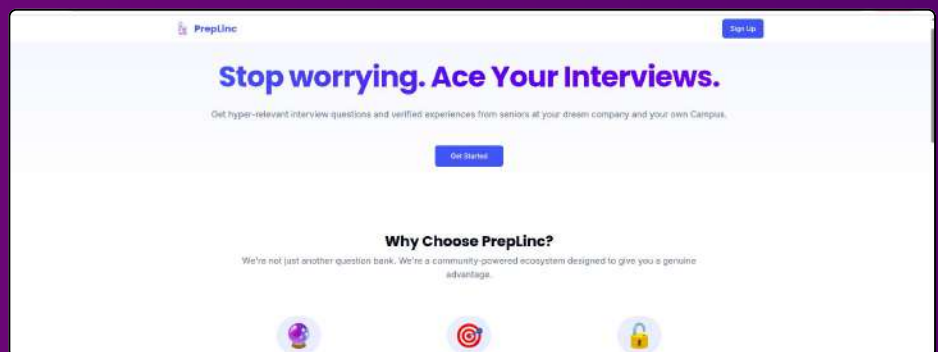 PrepLinc
Sign Up
Stop worrying. Ace Your Interviews.
Get hyper-relevant interview questions and verified experiences from seniors at your dream company and your own Campus.
Get Started
Why Choose PrepLinc?
We're not just another question bank. We're a community-powered ecosystem designed to give you a genuine
advantage.